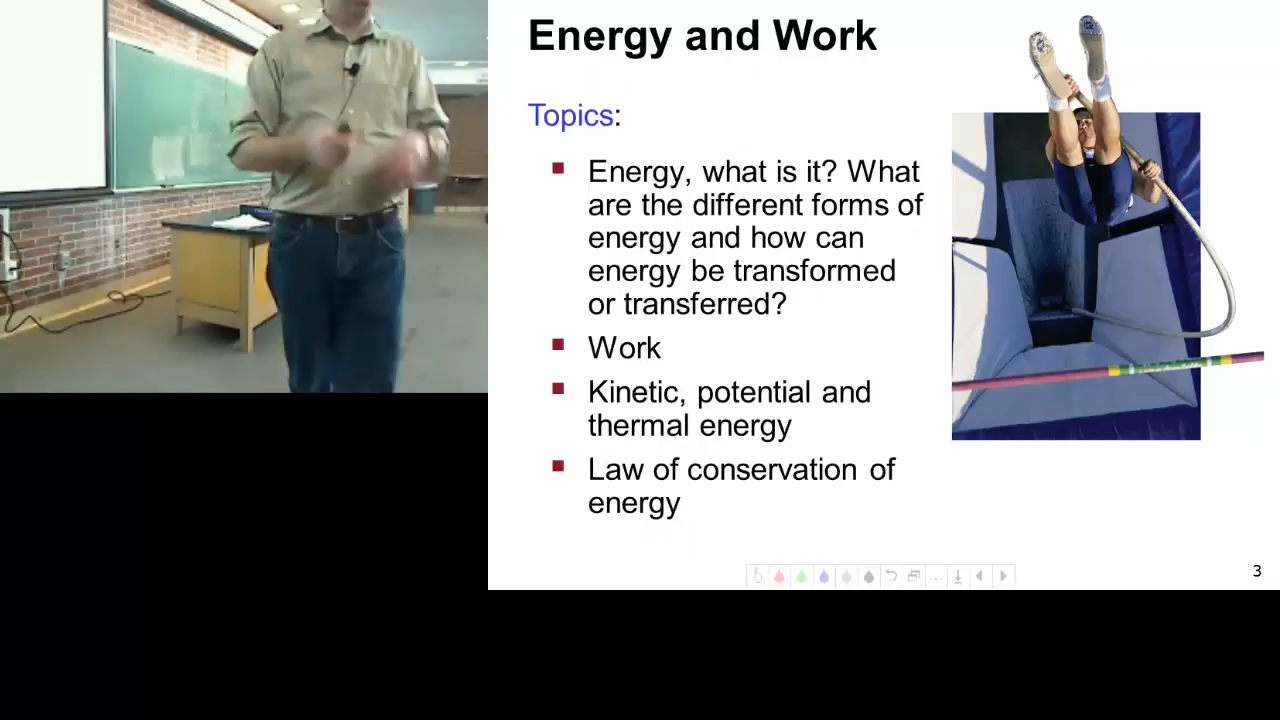 Energy and Work
Topics:
Energy, what is it? What
are the different forms of
energy and how can
energy be transformed
or transferred?
Work
Kinetic, potential and
thermal energy
Law of conservation of
energy
3